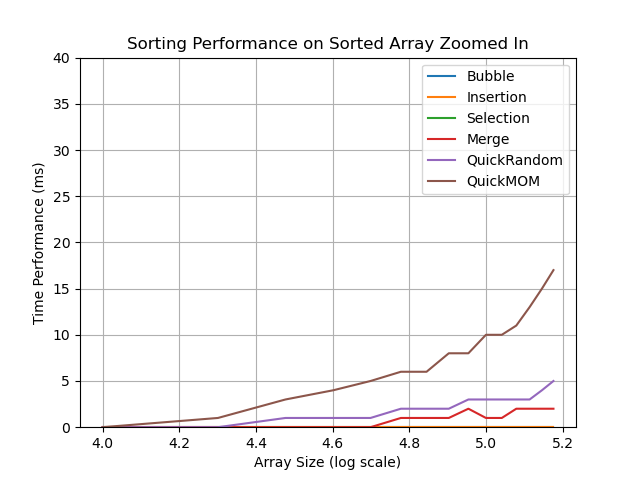 Sorting Performance on Sorted Array Zoomed In
40
35
30
25
20
15
10
5
0
Time Performance (ms)
Bubble
Insertion
Selection
Merge
QuickRandom
QuickMOM
4.0 4.2 4.4 4.6 4.8 5.0 5.2
Array Size (log scale)